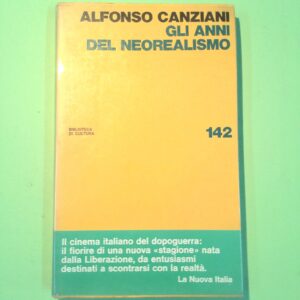 ALFONSO CANZIANI
GLI ANNI
DEL NEOREALISMO
BIBLIOTECA
DI CULTURA
142
Il cinema italiano del dopoguerra:
il fiorire di una nuova «stagione» nata
dalla Liberazione, da entusiasmi
destinati a scontrarsi con la realtà.
La Nuova Italia